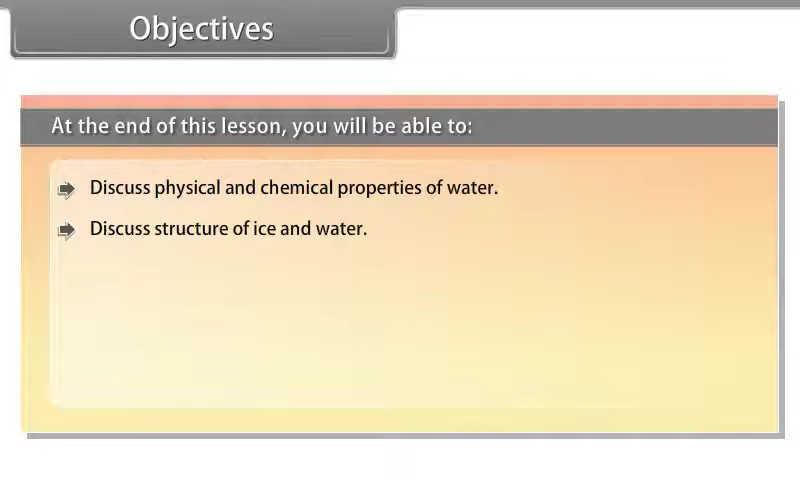 Objectives
At the end of this lesson, you will be able to:
Discuss physical and chemical properties of water.
Discuss structure of ice and water.